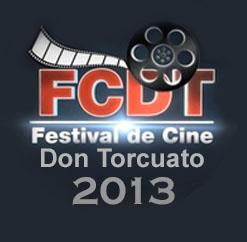 FCDT
Festival de Cine
Don Torcuato
2013